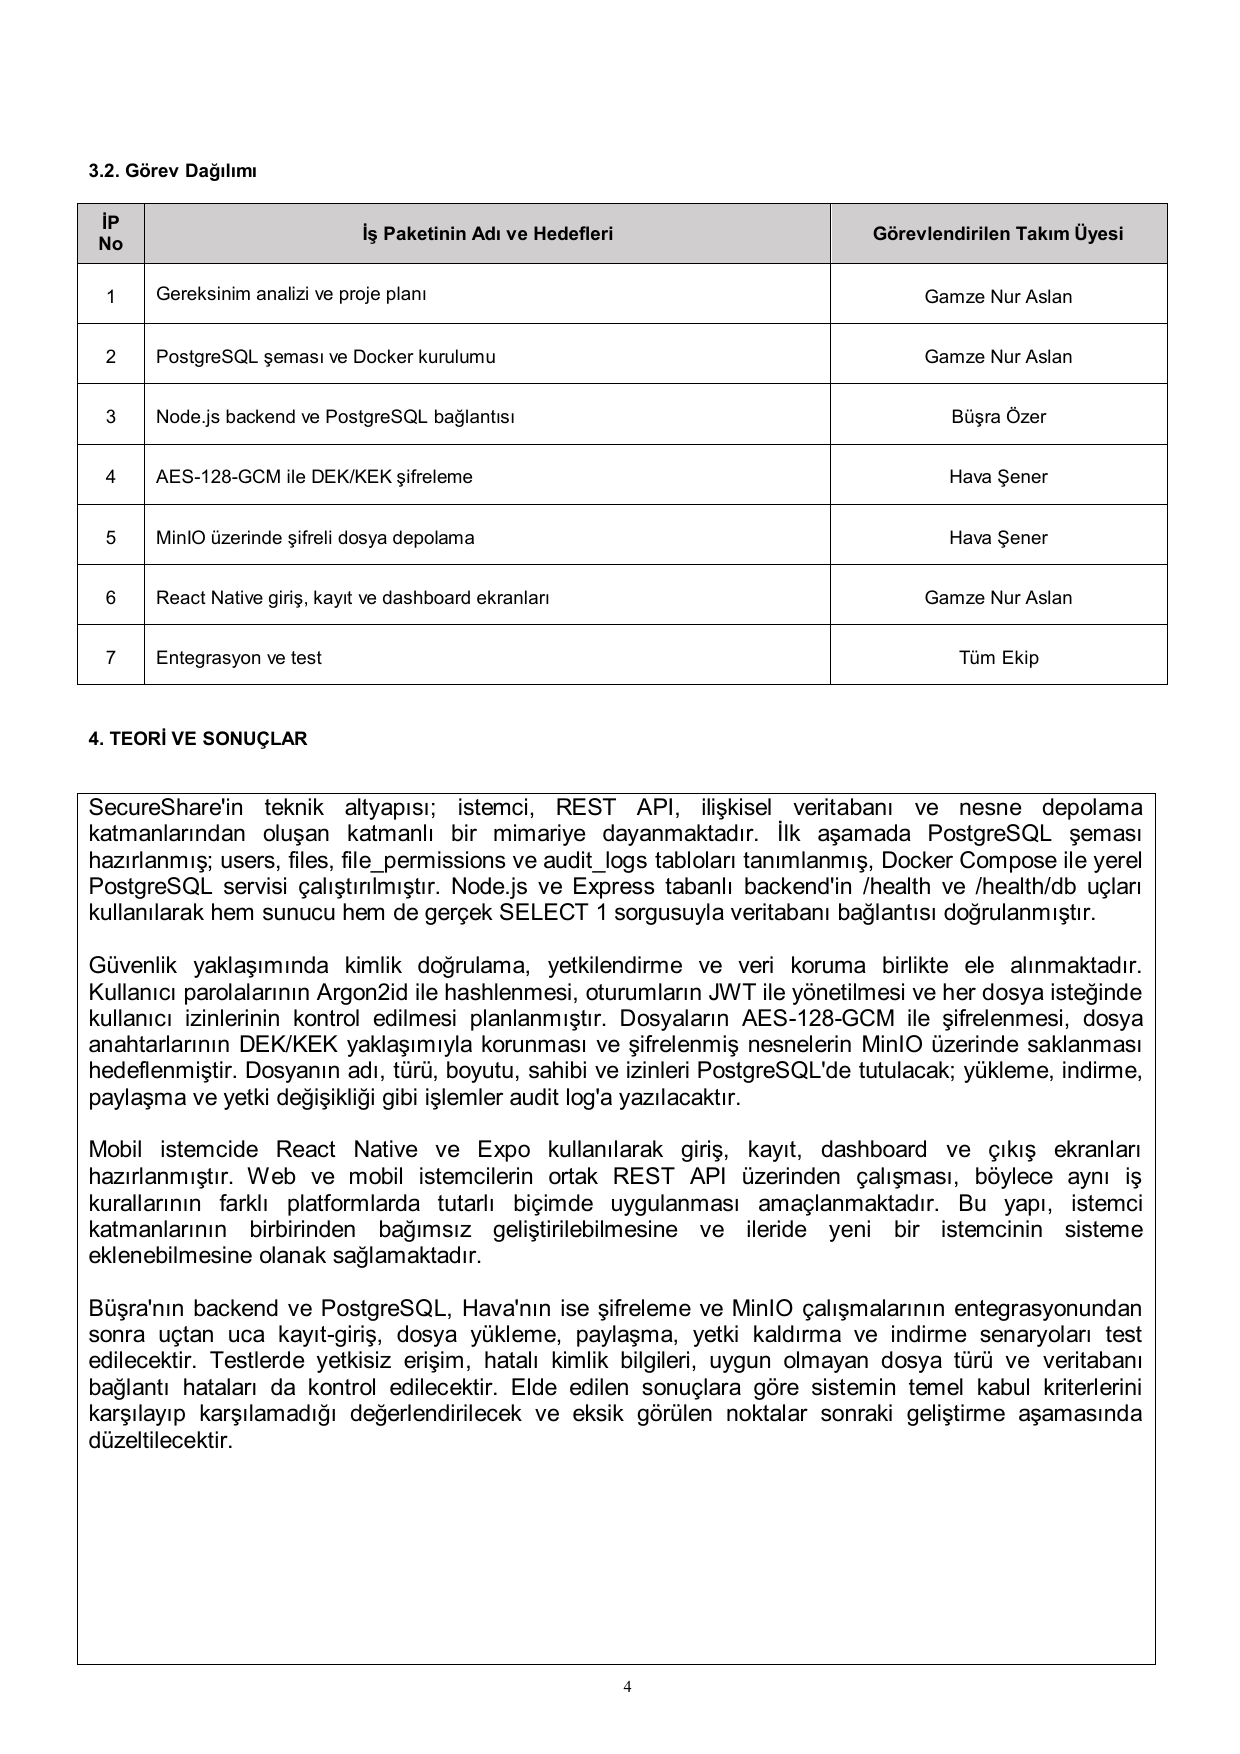 3.2. Görev Dağılımı
İP
No
İş Paketinin Adı ve Hedefleri
Görevlendirilen Takım Üyesi
1
Gereksinim analizi ve proje planı
Gamze Nur Aslan
2
PostgreSQL şeması ve Docker kurulumu
Gamze Nur Aslan
3
Node.js backend ve PostgreSQL bağlantısı
Büşra Özer
4
AES-128-GCM ile DEK/KEK şifreleme
Hava Şener
5
MinIO üzerinde şifreli dosya depolama
Hava Şener
6
React Native giriş, kayıt ve dashboard ekranları
Gamze Nur Aslan
7
Entegrasyon ve test
Tüm Ekip
4. TEORİ VE SONUÇLAR
SecureShare'in teknik altyapısı; istemci, REST API, ilişkisel veritabanı ve nesne depolama
katmanlarından oluşan katmanlı bir mimariye dayanmaktadır. İlk aşamada PostgreSQL şeması
hazırlanmış; users, files, file_permissions ve audit_logs tabloları tanımlanmış, Docker Compose ile yerel
PostgreSQL servisi çalıştırılmıştır. Node.js ve Express tabanlı backend'in /health ve /health/db uçları
kullanılarak hem sunucu hem de gerçek SELECT 1 sorgusuyla veritabanı bağlantısı doğrulanmıştır.
Güvenlik yaklaşımında kimlik doğrulama, yetkilendirme ve veri koruma birlikte ele alınmaktadır.
Kullanıcı parolalarının Argon2id ile hashlenmesi, oturumların JWT ile yönetilmesi ve her dosya isteğinde
kullanıcı izinlerinin kontrol edilmesi planlanmıştır. Dosyaların AES-128-GCM ile şifrelenmesi, dosya
anahtarlarının DEK/KEK yaklaşımıyla korunması ve şifrelenmiş nesnelerin MinIO üzerinde saklanması
hedeflenmiştir. Dosyanın adı, türü, boyutu, sahibi ve izinleri PostgreSQL'de tutulacak; yükleme, indirme,
paylaşma ve yetki değişikliği gibi işlemler audit log'a yazılacaktır.
Mobil istemcide React Native ve Expo kullanılarak giriş, kayıt, dashboard ve çıkış ekranları
hazırlanmıştır. Web ve mobil istemcilerin ortak REST API üzerinden çalışması, böylece aynı iş
kurallarının farklı platformlarda tutarlı biçimde uygulanması amaçlanmaktadır. Bu yapı, istemci
katmanlarının birbirinden bağımsız geliştirilebilmesine ve ileride yeni bir istemcinin sisteme
eklenebilmesine olanak sağlamaktadır.
Büşra'nın backend ve PostgreSQL, Hava'nın ise şifreleme ve MinIO çalışmalarının entegrasyonundan
sonra uçtan uca kayıt-giriş, dosya yükleme, paylaşma, yetki kaldırma ve indirme senaryoları test
edilecektir. Testlerde yetkisiz erişim, hatalı kimlik bilgileri, uygun olmayan dosya türü ve veritabanı
bağlantı hataları da kontrol edilecektir. Elde edilen sonuçlara göre sistemin temel kabul kriterlerini
karşılayıp karşılamadığı değerlendirilecek ve eksik görülen noktalar sonraki geliştirme aşamasında
düzeltilecektir.
4